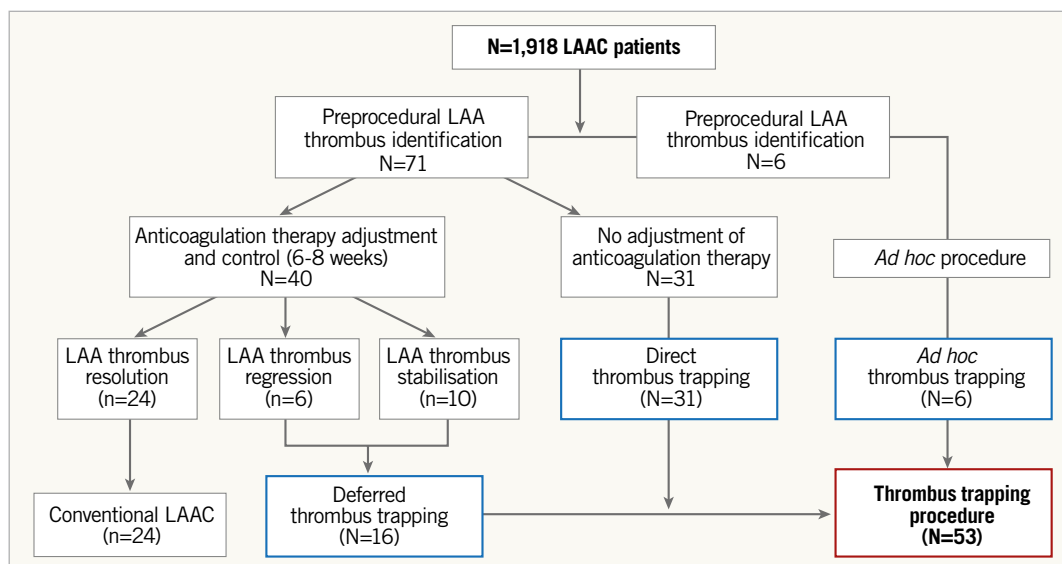 N=1,918 LAAC patients
Preprocedural LAA
thrombus identification
N=71
Preprocedural LAA
thrombus identification
N=6
Anticoagulation therapy adjustment
and control (6-8 weeks)
N=40
No adjustment of
anticoagulation therapy
N=31
Ad hoc procedure
LAA thrombus
resolution
(n=24)
LAA thrombus
regression
(n=6)
LAA thrombus
stabilisation
(n=10)
Direct
thrombus trapping
(N=31)
Ad hoc
thrombus trapping
(N=6)
Conventional LAAC
(n=24)
Deferred
thrombus trapping
(N=16)
Thrombus trapping
procedure
(N=53)